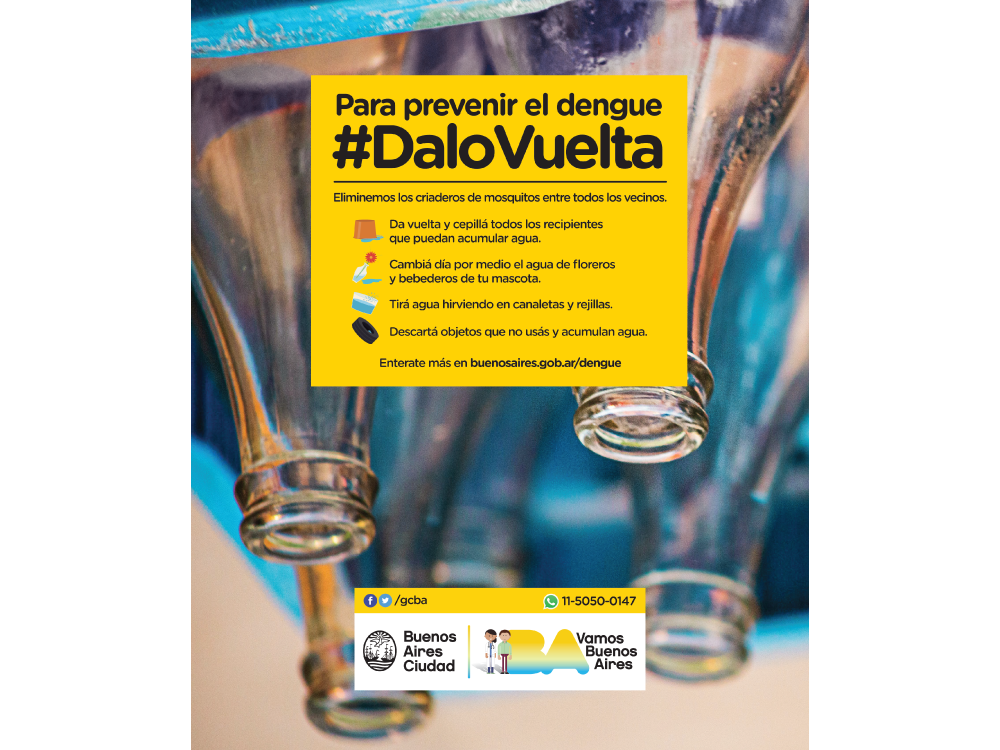 Para prevenir el dengue
#DaloVuelta
Eliminemos los criaderos de mosquitos entre todos los vecinos.
Da vuelta y cepillá todos los recipientes
que puedan acumular agua.
Cambiá día por medio el agua de floreros
y bebederos de tu mascota.
Tirá agua hirviendo en canaletas y rejillas.
Descartá objetos que no usás y acumulan agua.
Enterate más en buenosaires.gob.ar/dengue
/gcba
11-5050-0147
Buenos
Aires
Ciudad
BA
Vamos
Buenos
Aires